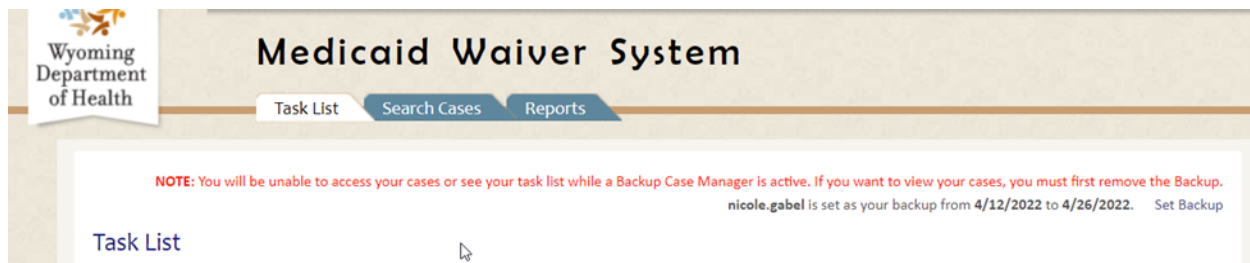 Wyoming
Department
of Health
Medicaid Waiver System
Task List Search Cases Reports
NOTE: You will be unable to access your cases or see your task list while a Backup Case Manager is active. If you want to view your cases, you must first remove the Backup.
nicole.gabel is set as your backup from 4/12/2022 to 4/26/2022. Set Backup
Task List